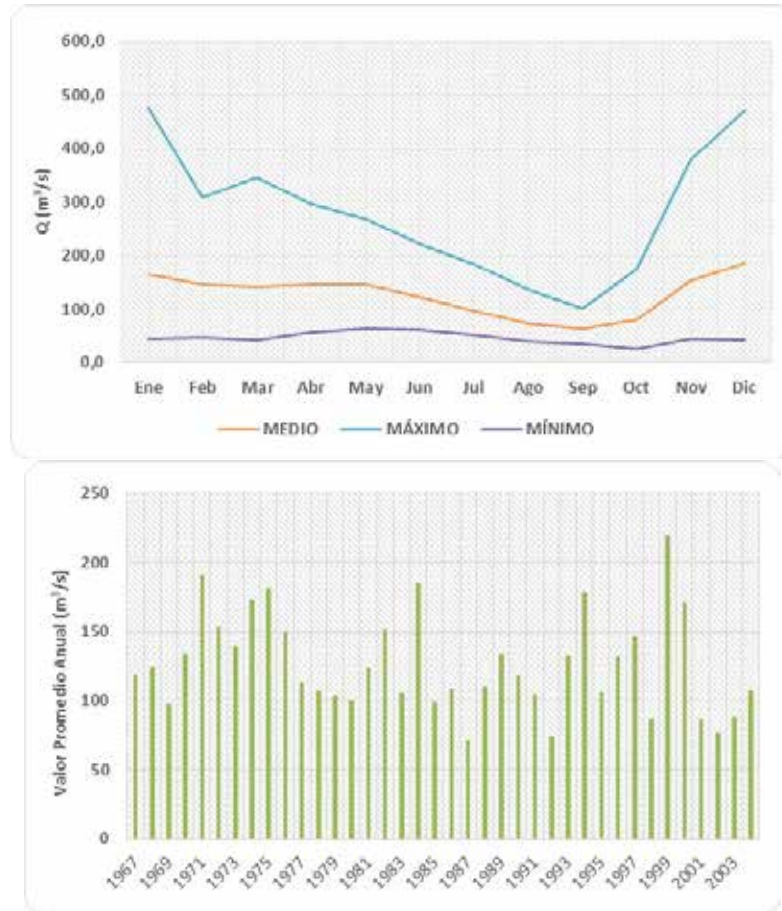 600,0
500,0
400,0
300,0
200,0
100,0
0,0
Q (m³/s)
Ene Feb Mar Abr May Jun Jul Ago Sep Oct Nov Dic
MEDIO MÁXIMO MÍNIMO
250
200
150
100
50
0
Valor Promedio Anual (m³/s)
1967 1969 1971 1973 1975 1977 1979 1981 1983 1985 1987 1989 1991 1993 1995 1997 1999 2001 2003